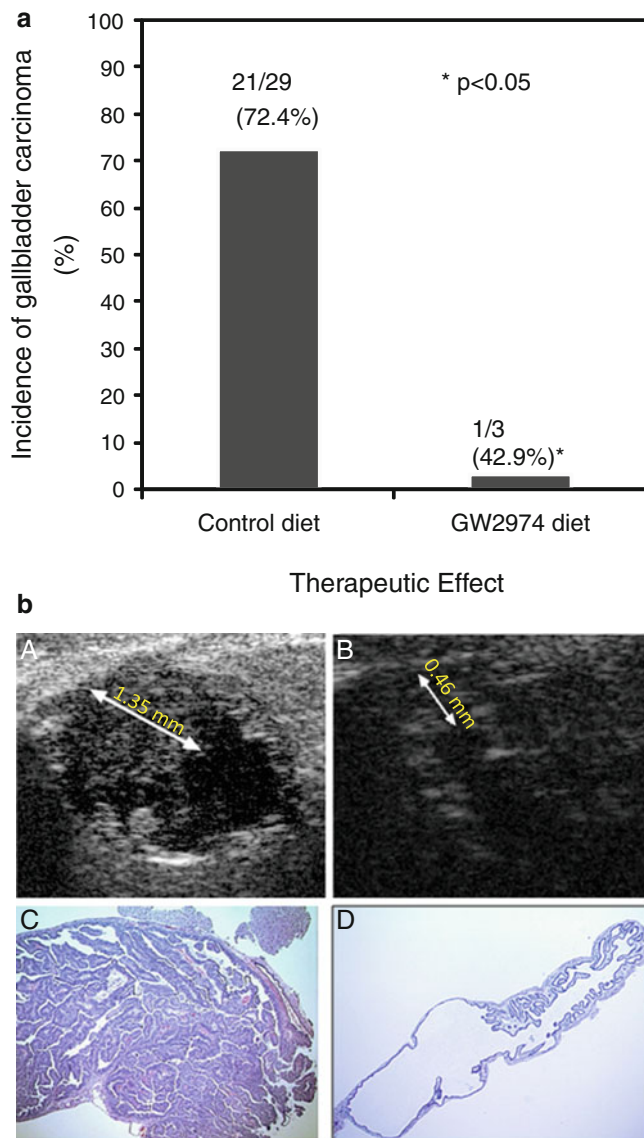 a
Incidence of gallbladder carcinoma
(%)
100
90
80
70
60
50
40
30
20
10
0
21/29
(72.4%)
* p<0.05
1/3
(42.9%)*
Control diet
GW2974 diet
Therapeutic Effect
b
A
1.35 mm
B
0.46 mm
C
D